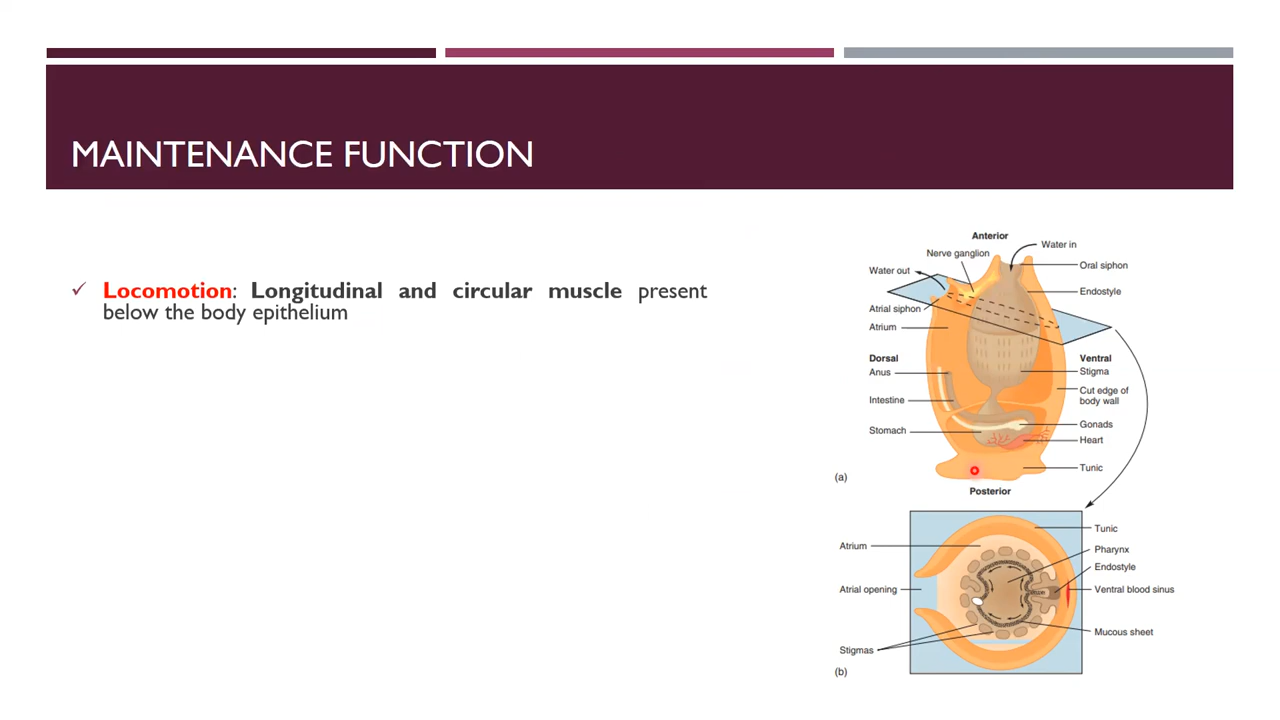 MAINTENANCE FUNCTION
✓ Locomotion: Longitudinal and circular muscle present
below the body epithelium
Anterior
Water in
Nerve ganglion
Water out
Oral siphon
Endostyle
Atrial siphon
Atrium
Dorsal
Ventral
Anus
Stigma
Intestine
Cut edge of
body wall
Stomach
Gonads
Heart
Tunic
(a)
Posterior
Tunic
Atrium
Pharynx
Endostyle
Atrial opening
Ventral blood sinus
Mucous sheet
Stigmas
(b)